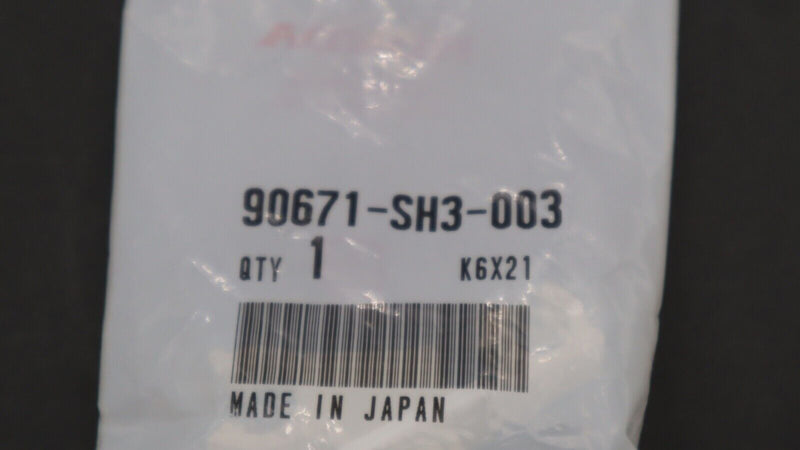 90671-SH3-003
QTY 1 K6X21
MADE IN JAPAN